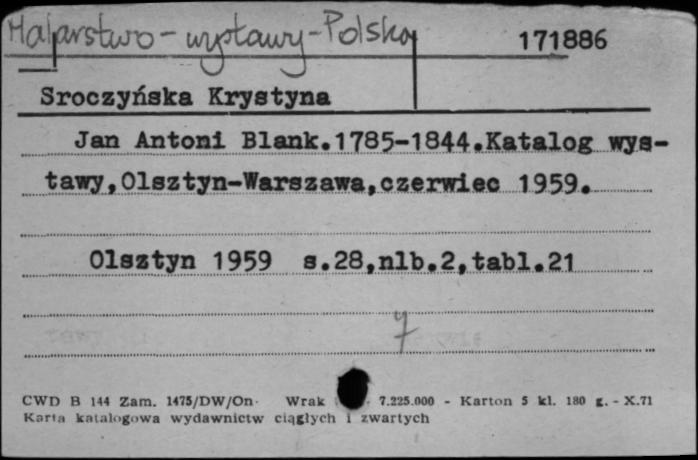 Malarstwo - wystawy - Polska
171886
Sroczyńska Krystyna
Jan Antoni Blank.1785-1844.Katalog wys-
tawy,Olsztyn-Warszawa,czerwiec 1959.
Olsztyn 1959 s.28,nlb.2,tabl.21
7
CWD B 144 Zam. 1475/DW/On· Wrak 7.225.000 - Karton 5 kl. 180 g. - X.71
Karta katalogowa wydawnictw ciągłych i zwartych